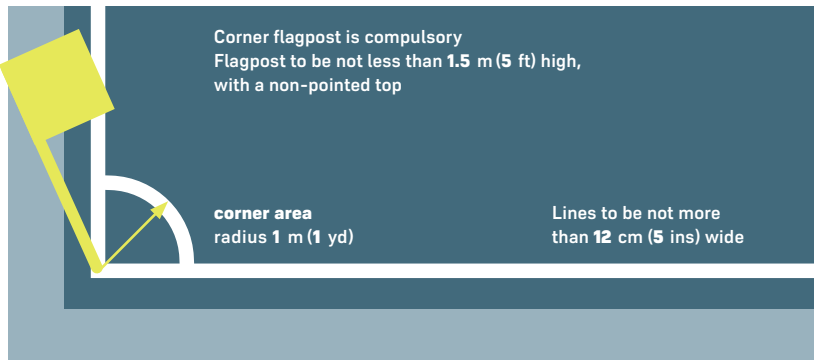 Corner flagpost is compulsory
Flagpost to be not less than 1.5 m (5 ft) high,
with a non-pointed top
corner area
radius 1 m (1 yd)
Lines to be not more
than 12 cm (5 ins) wide